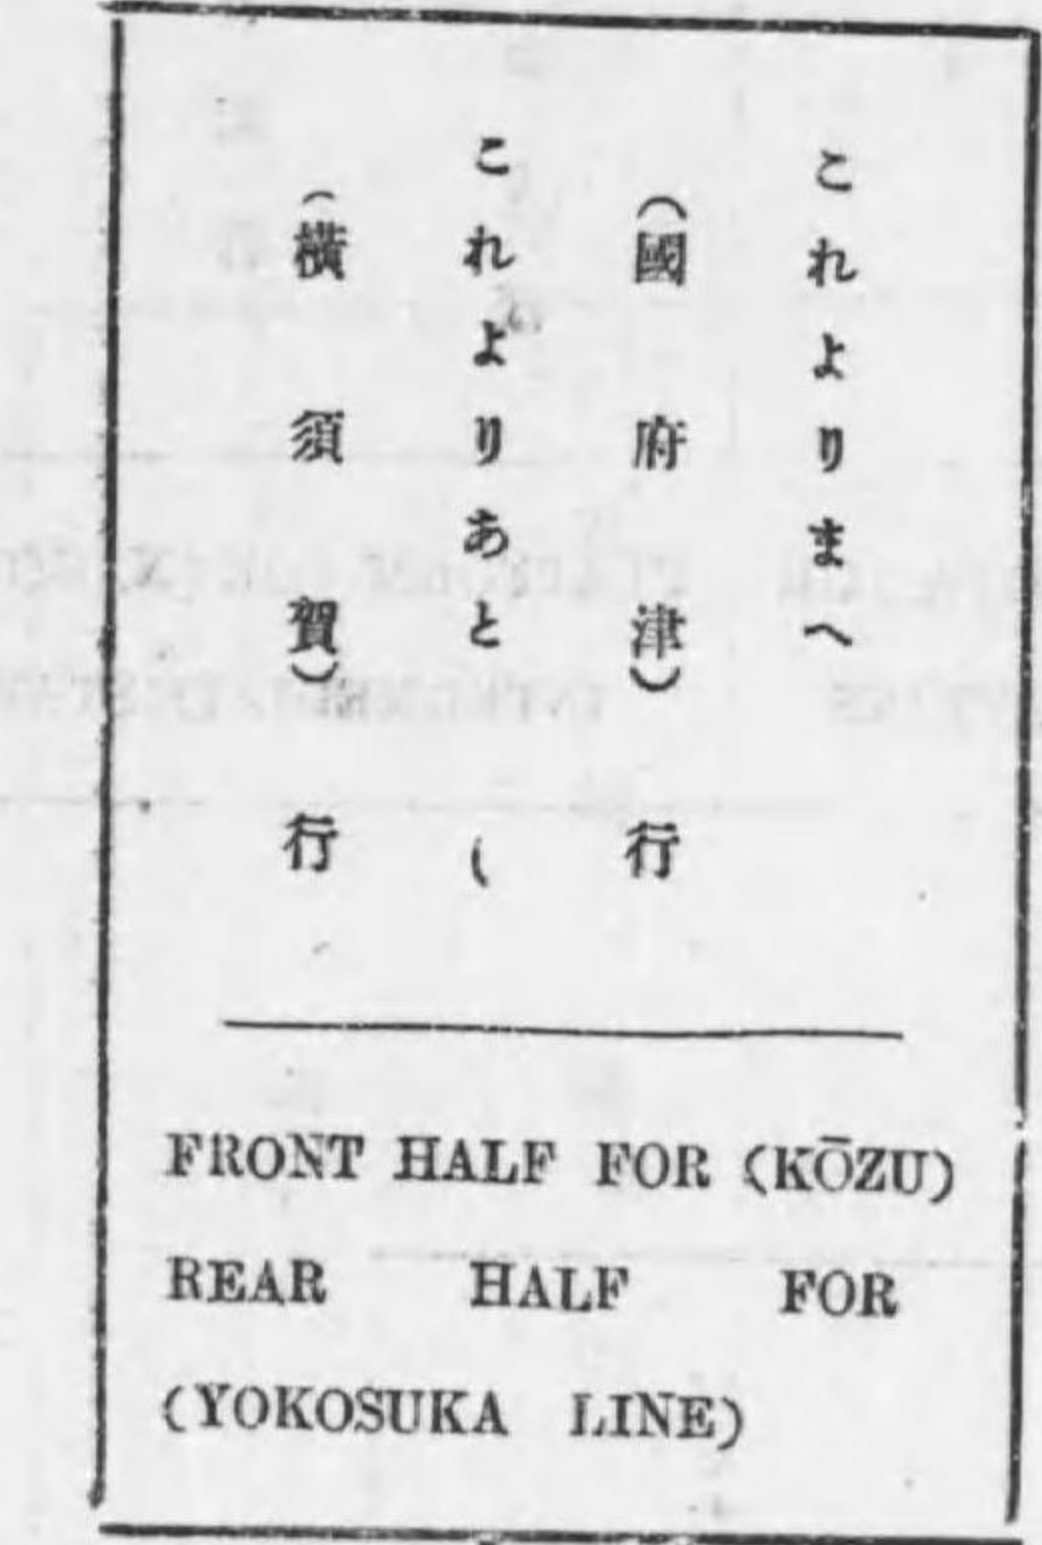 これよりまへ
(國府津)行
これよりあとし
(横須賀)行
FRONT HALF FOR (KŌZU)
REAR HALF FOR
(YOKOSUKA LINE)